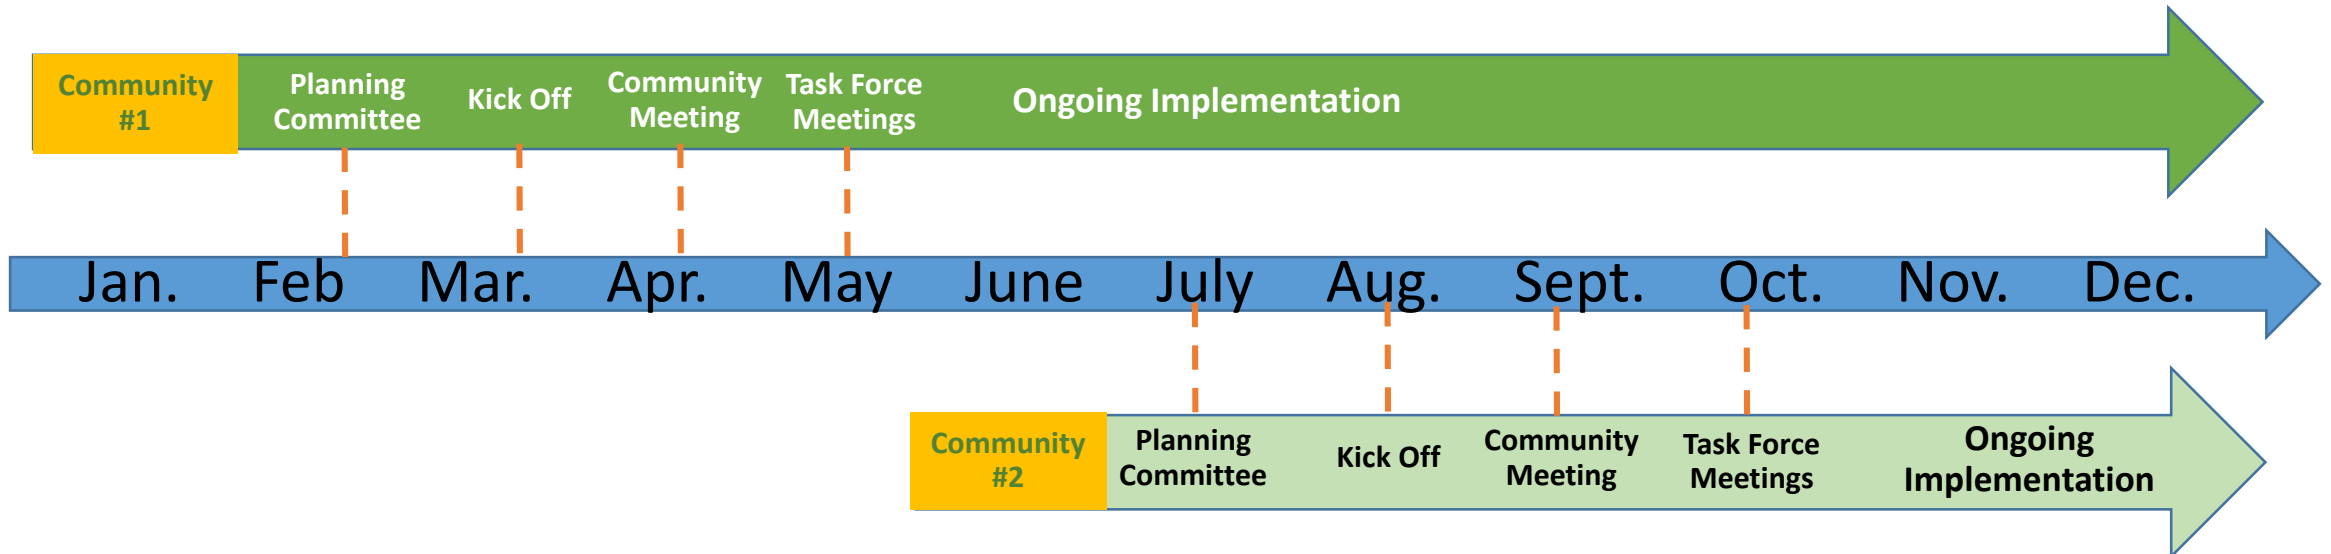 Community
#1
Planning
Committee
Kick Off
Community
Meeting
Task Force
Meetings
Ongoing Implementation
Jan. Feb Mar. Apr. May June July Aug. Sept. Oct. Nov. Dec.
Community
#2
Planning
Committee
Kick Off
Community
Meeting
Task Force
Meetings
Ongoing
Implementation